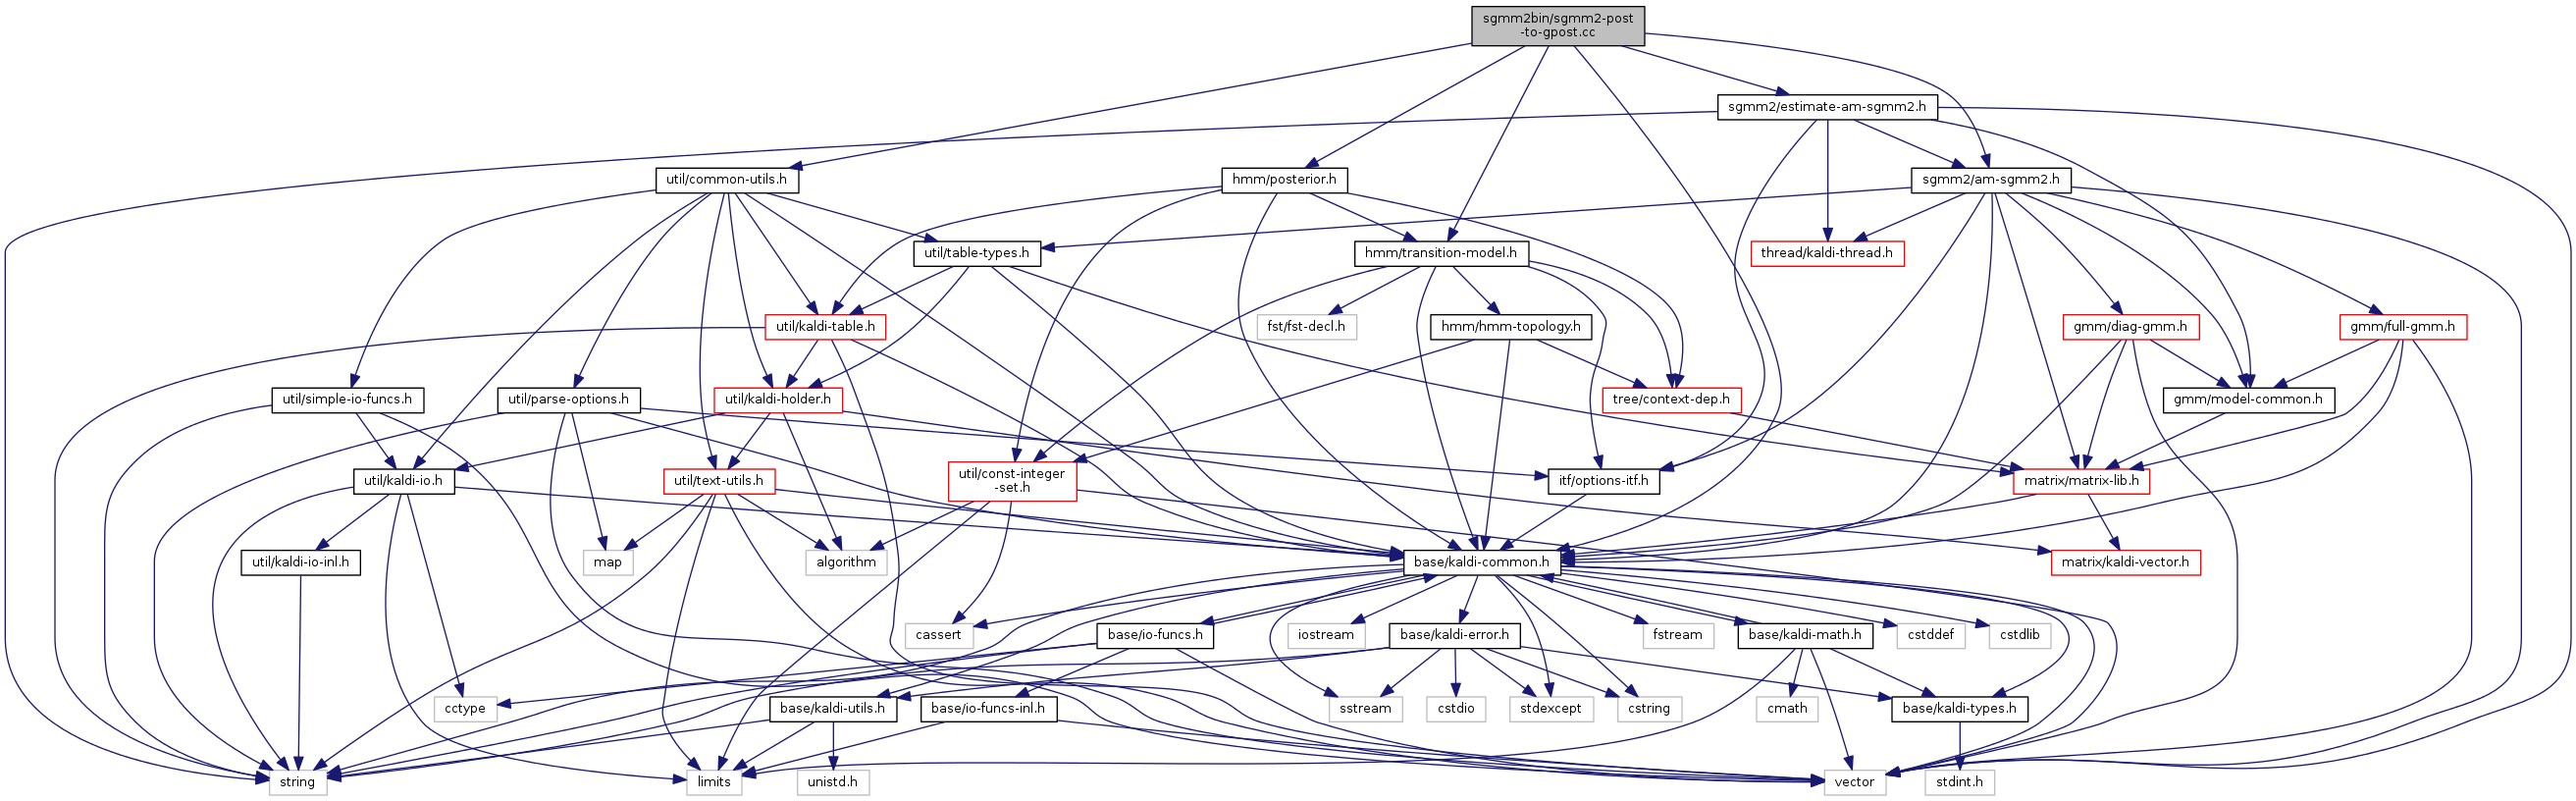 sgmm2bin/sgmm2-post
-to-gpost.cc
sgmm2/estimate-am-sgmm2.h
util/common-utils.h
hmm/posterior.h
sgmm2/am-sgmm2.h
util/table-types.h
hmm/transition-model.h
thread/kaldi-thread.h
util/kaldi-table.h
fst/fst-decl.h
hmm/hmm-topology.h
gmm/diag-gmm.h
gmm/full-gmm.h
util/simple-io-funcs.h
util/parse-options.h
util/kaldi-holder.h
tree/context-dep.h
gmm/model-common.h
util/kaldi-io.h
util/text-utils.h
util/const-integer
-set.h
itf/options-itf.h
matrix/matrix-lib.h
util/kaldi-io-inl.h
map
algorithm
base/kaldi-common.h
matrix/kaldi-vector.h
cassert
base/io-funcs.h
iostream
base/kaldi-error.h
fstream
base/kaldi-math.h
cstddef
cstdlib
cctype
base/kaldi-utils.h
base/io-funcs-inl.h
sstream
cstdio
stdexcept
cstring
cmath
base/kaldi-types.h
string
limits
unistd.h
vector
stdint.h